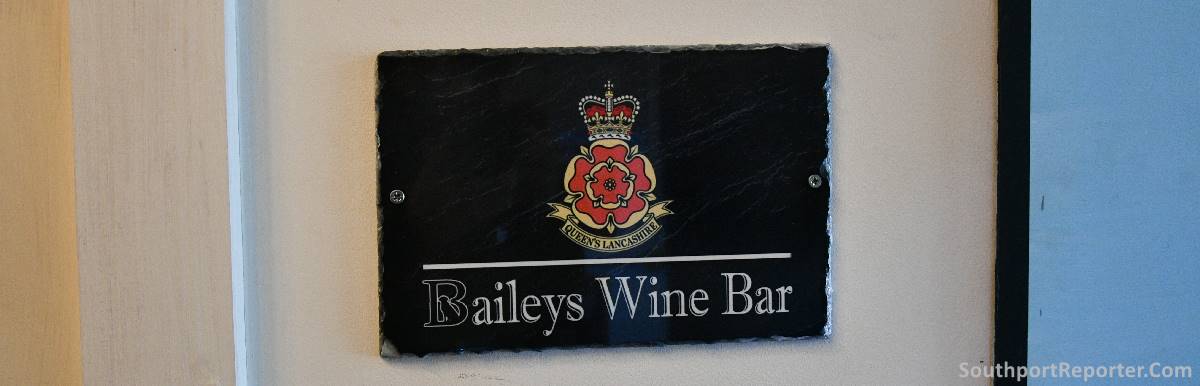 QUEEN'S LANCASHIRE
Baileys Wine Bar
SouthportReporter.Com